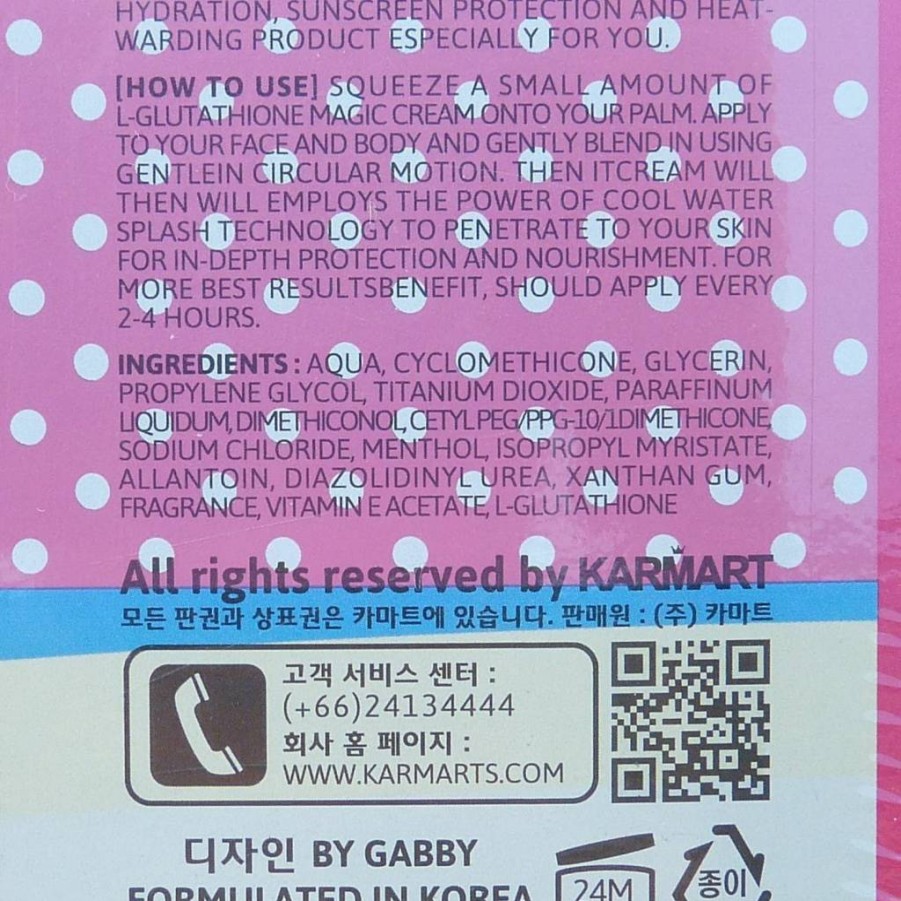 HYDRATION, SUNSCREEN PROTECTION AND HEAT-
WARDING PRODUCT ESPECIALLY FOR YOU.
[HOW TO USE] SQUEEZE A SMALL AMOUNT OF
L-GLUTATHIONE MAGIC CREAM ONTO YOUR PALM. APPLY
TO YOUR FACE AND BODY AND GENTLY BLEND IN USING
GENTLEIN CIRCULAR MOTION. THEN ITCREAM WILL
THEN WILL EMPLOYS THE POWER OF COOL WATER
SPLASH TECHNOLOGY TO PENETRATE TO YOUR SKIN
FOR IN-DEPTH PROTECTION AND NOURISHMENT. FOR
MORE BEST RESULTSBENEFIT, SHOULD APPLY EVERY
2-4 HOURS.
INGREDIENTS : AQUA, CYCLOMETHICONE, GLYCERIN,
PROPYLENE GLYCOL, TITANIUM DIOXIDE, PARAFFINUM
LIQUIDUM, DIMETHICONOL, CETYL PEG/PPG-10/1DIMETHICONE,
SODIUM CHLORIDE, MENTHOL, ISOPROPYL MYRISTATE,
ALLANTOIN, DIAZOLIDINYL UREA, XANTHAN GUM,
FRAGRANCE, VITAMIN E ACETATE, L-GLUTATHIONE
All rights reserved by KARMART
모든 판권과 상표권은 카마트에 있습니다. 판매원 : (주) 카마트
고객 서비스 센터 :
(+66)24134444
회사 홈 페이지 :
WWW.KARMARTS.COM
디자인 BY GABBY
FORMULATED IN KOREA
24M
종이